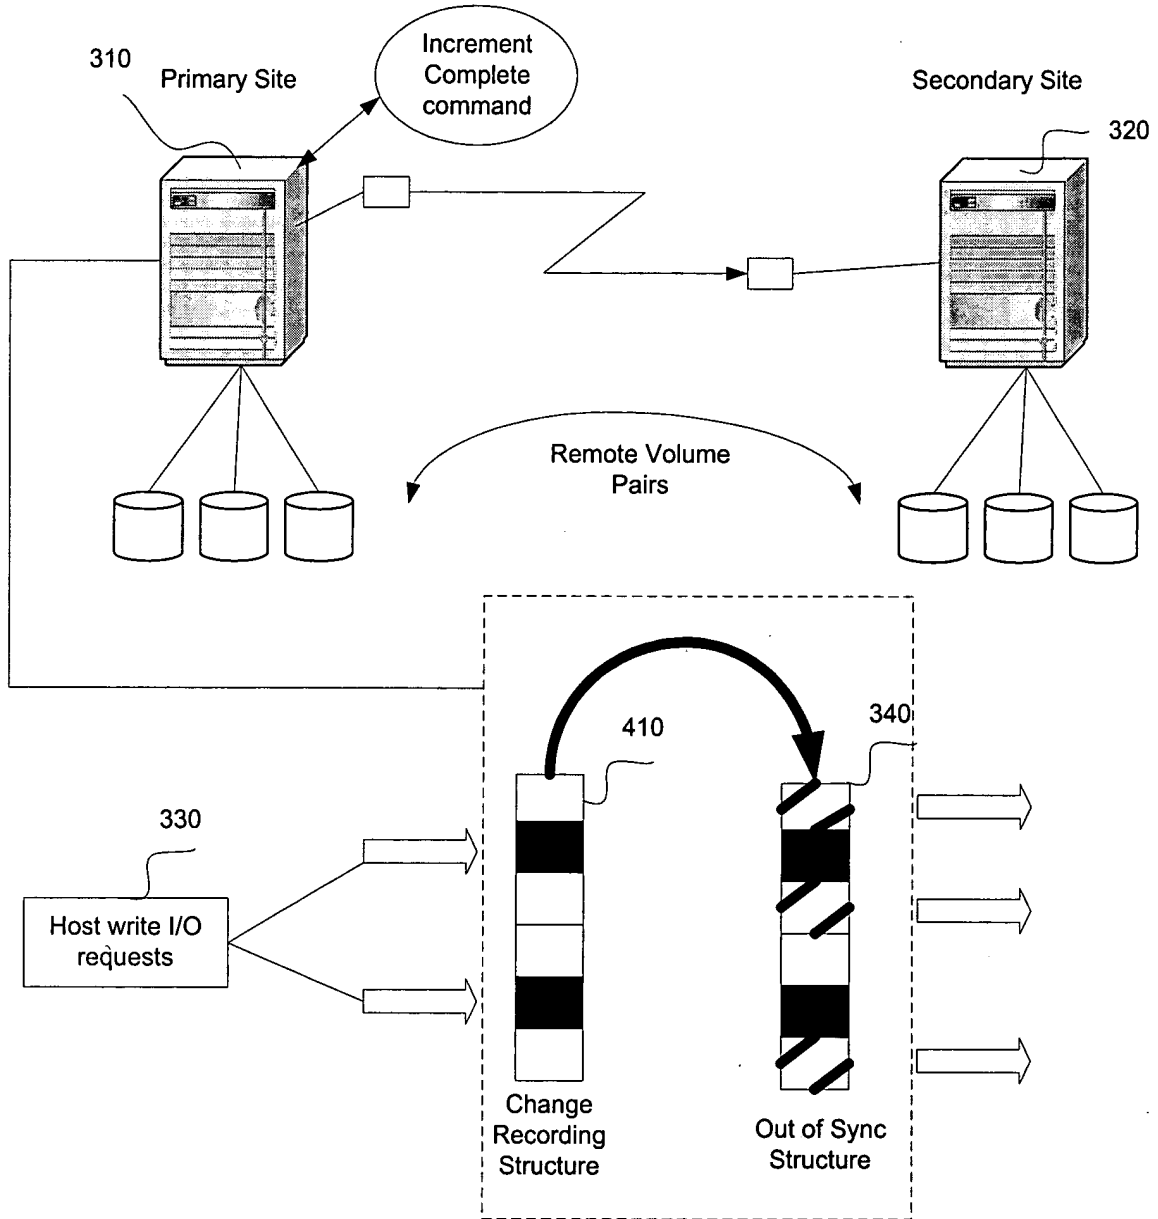 310
Primary Site
Increment
Complete
command
Secondary Site
320
Remote Volume
Pairs
410
340
330
Host write I/O
requests
Change
Recording
Structure
Out of Sync
Structure